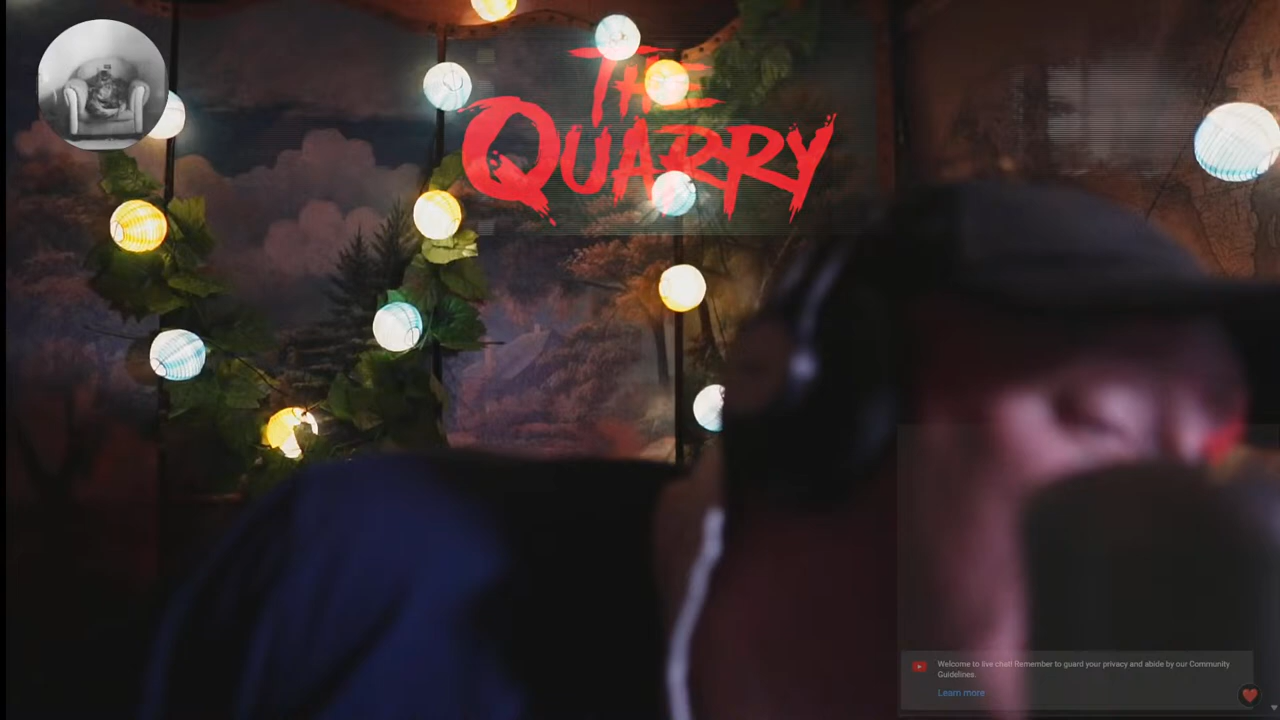 THE
QUARRY
Welcome to live chat! Remember to guard your privacy and abide by our Community
Guidelines.
Learn more